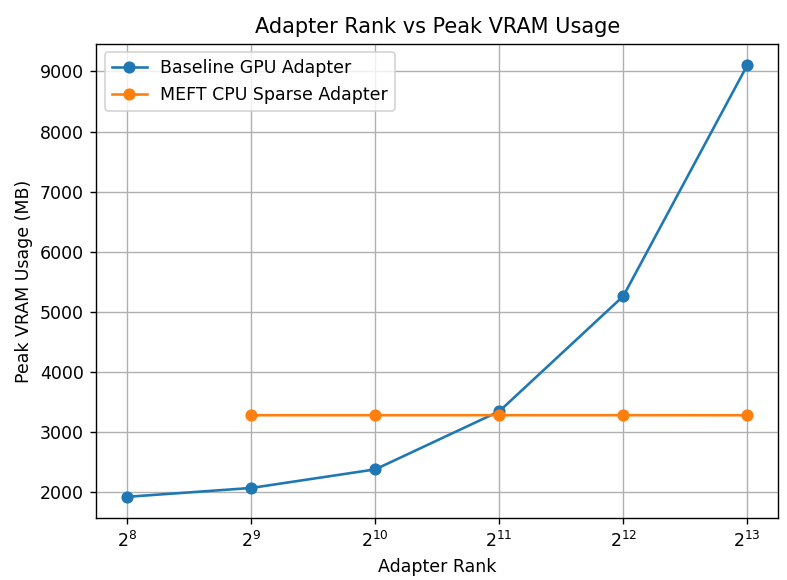 Adapter Rank vs Peak VRAM Usage
Baseline GPU Adapter
MEFT CPU Sparse Adapter
Peak VRAM Usage (MB)
9000
8000
7000
6000
5000
4000
3000
2000
2⁸ 2⁹ 2¹⁰ 2¹¹ 2¹² 2¹³
Adapter Rank